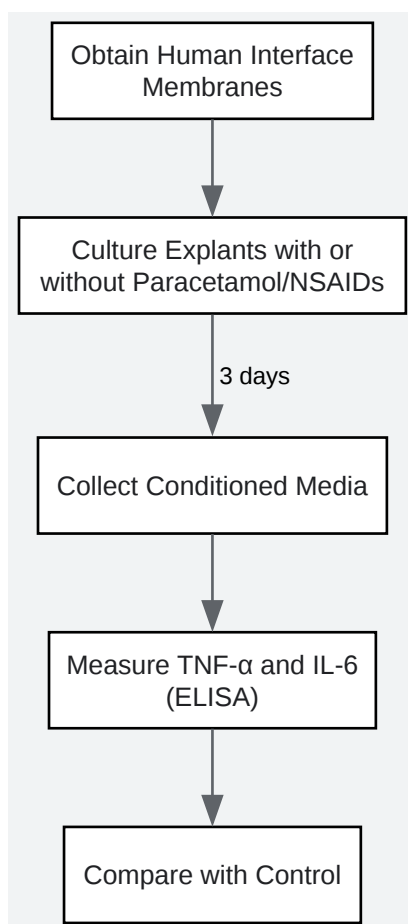 Obtain Human Interface
Membranes
Culture Explants with or
without Paracetamol/NSAIDs
3 days
Collect Conditioned Media
Measure TNF-α and IL-6
(ELISA)
Compare with Control